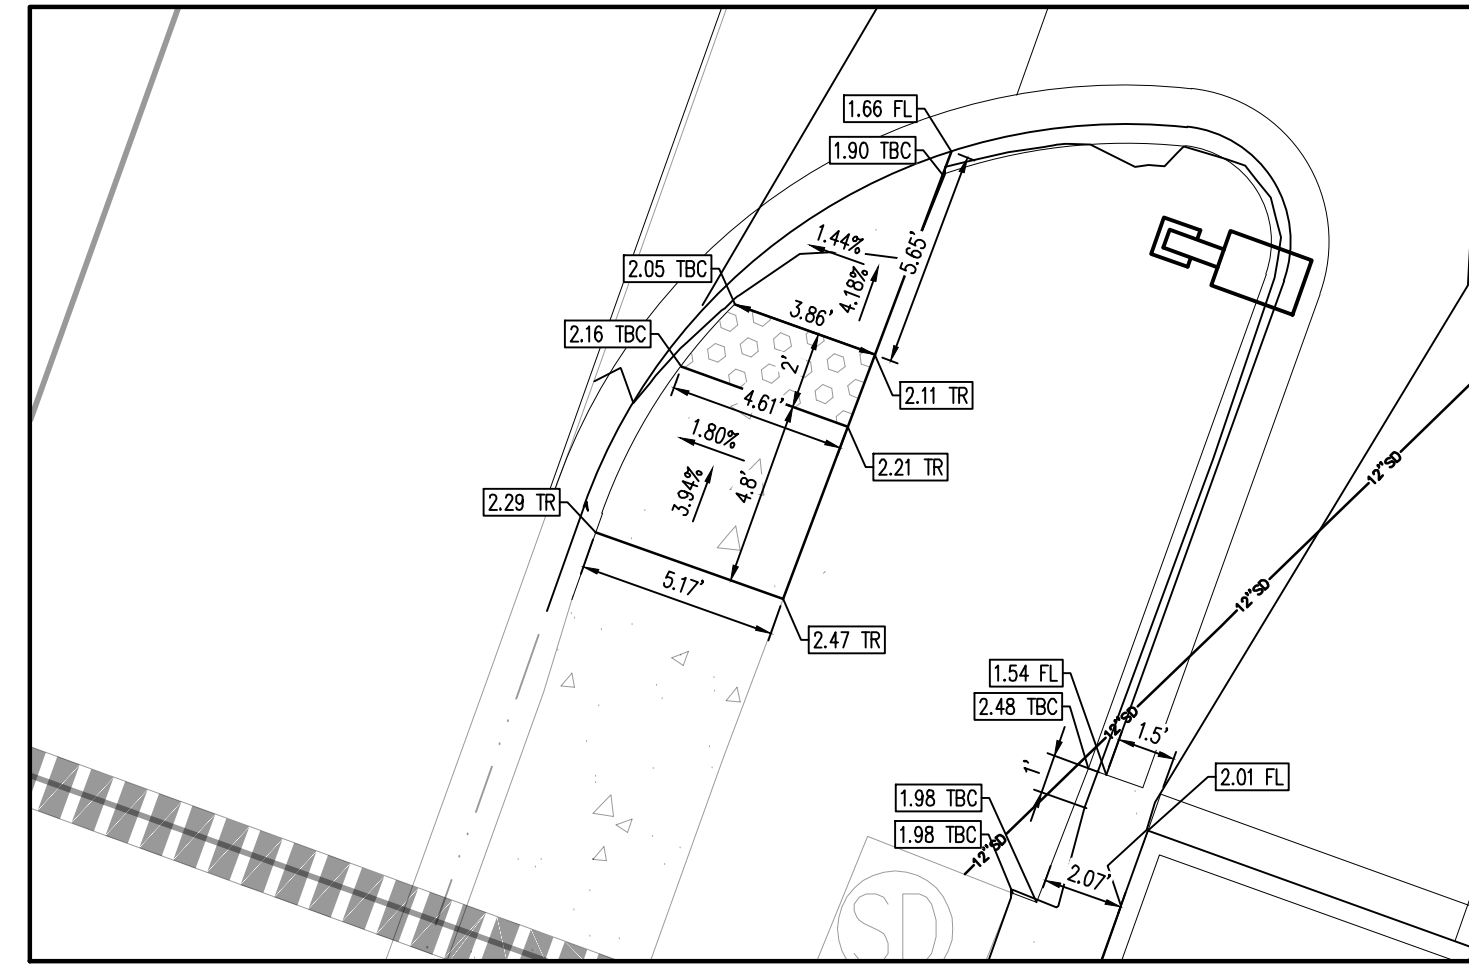 1.66 FL
1.90 TBC
1.44%
5.65'
2.05 TBC
4.18%
3.86'
2.16 TBC
2'
2.11 TR
4.61'
1.80%
2.21 TR
4.8'
3.94%
12"SD
2.29 TR
5.17'
12"SD
2.47 TR
1.54 FL
2.48 TBC
12"SD
1.5'
1'
2.01 FL
1.98 TBC
1.98 TBC
12"SD
2.07'
SD